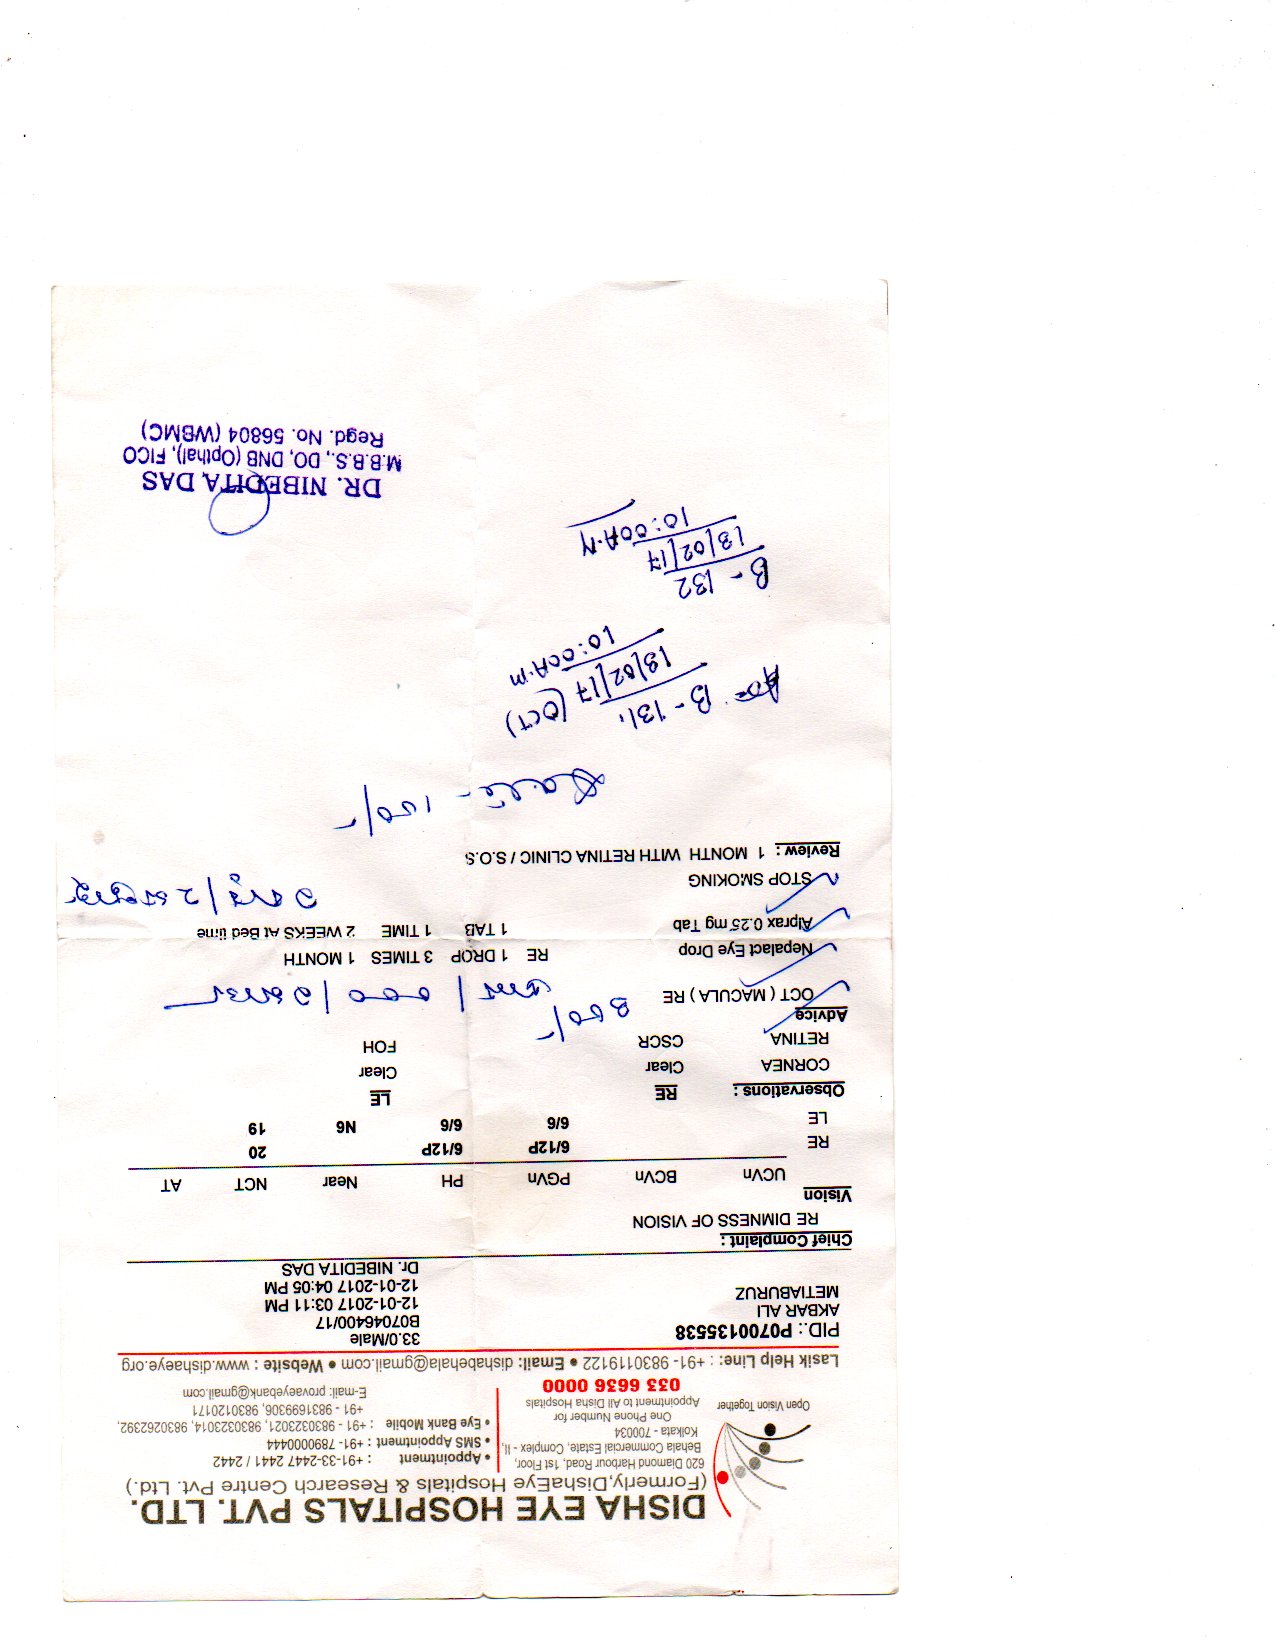 DISHA EYE HOSPITALS PVT. LTD.
(Formerly,DishaEye Hospitals & Research Centre Pvt. Ltd.)
Open Vision Together
620 Diamond Harbour Road, 1st Floor,
Behala Commercial Estate, Complex - II,
Kolkata - 700034
One Phone Number for
Appointment to All Disha Hospitals
033 6636 0000
• Appointment : +91-33-2447 2441 / 2442
• SMS Appointment : +91- 7890000444
• Eye Bank Mobile : +91 - 9830323021, 9830323014, 9830262392,
+91 - 9831699306, 9830120171
E-mail: provaeyebank@gmail.com
Lasik Help Line: : +91- 9830119122 • Email: dishabehala@gmail.com • Website : www.dishaeye.org
PID.: P0700135538 33.0/Male
AKBAR ALI B07046400/17
METIABURUZ 12-01-2017 03:11 PM
12-01-2017 04:05 PM
Dr. NIBEDITA DAS
Chief Complaint :
RE DIMNESS OF VISION
Vision
UCVn BCVn PGVn PH Near NCT AT
RE 6/12P 6/12P 20
LE 6/6 6/6 N6 19
Observations : RE LE
CORNEA Clear Clear
RETINA CSCR FOH
Advice
OCT ( MACULA ) RE 800/-
Nepalact Eye Drop RE 1 DROP 3 TIMES 1 MONTH
Alprax 0.25 mg Tab 1 TAB 1 TIME 2 WEEKS At Bed time
STOP SMOKING
Review : 1 MONTH WITH RETINA CLINIC / S.O.S
100/-
B - 131,
13/02/17 (OCT)
10:00A.m
B - 132
13/02/17
10:00A.M
DR. NIBEDITA DAS
M.B.B.S., DO, DNB (Opthal), FICO
Regd. No. 56804 (WBMC)